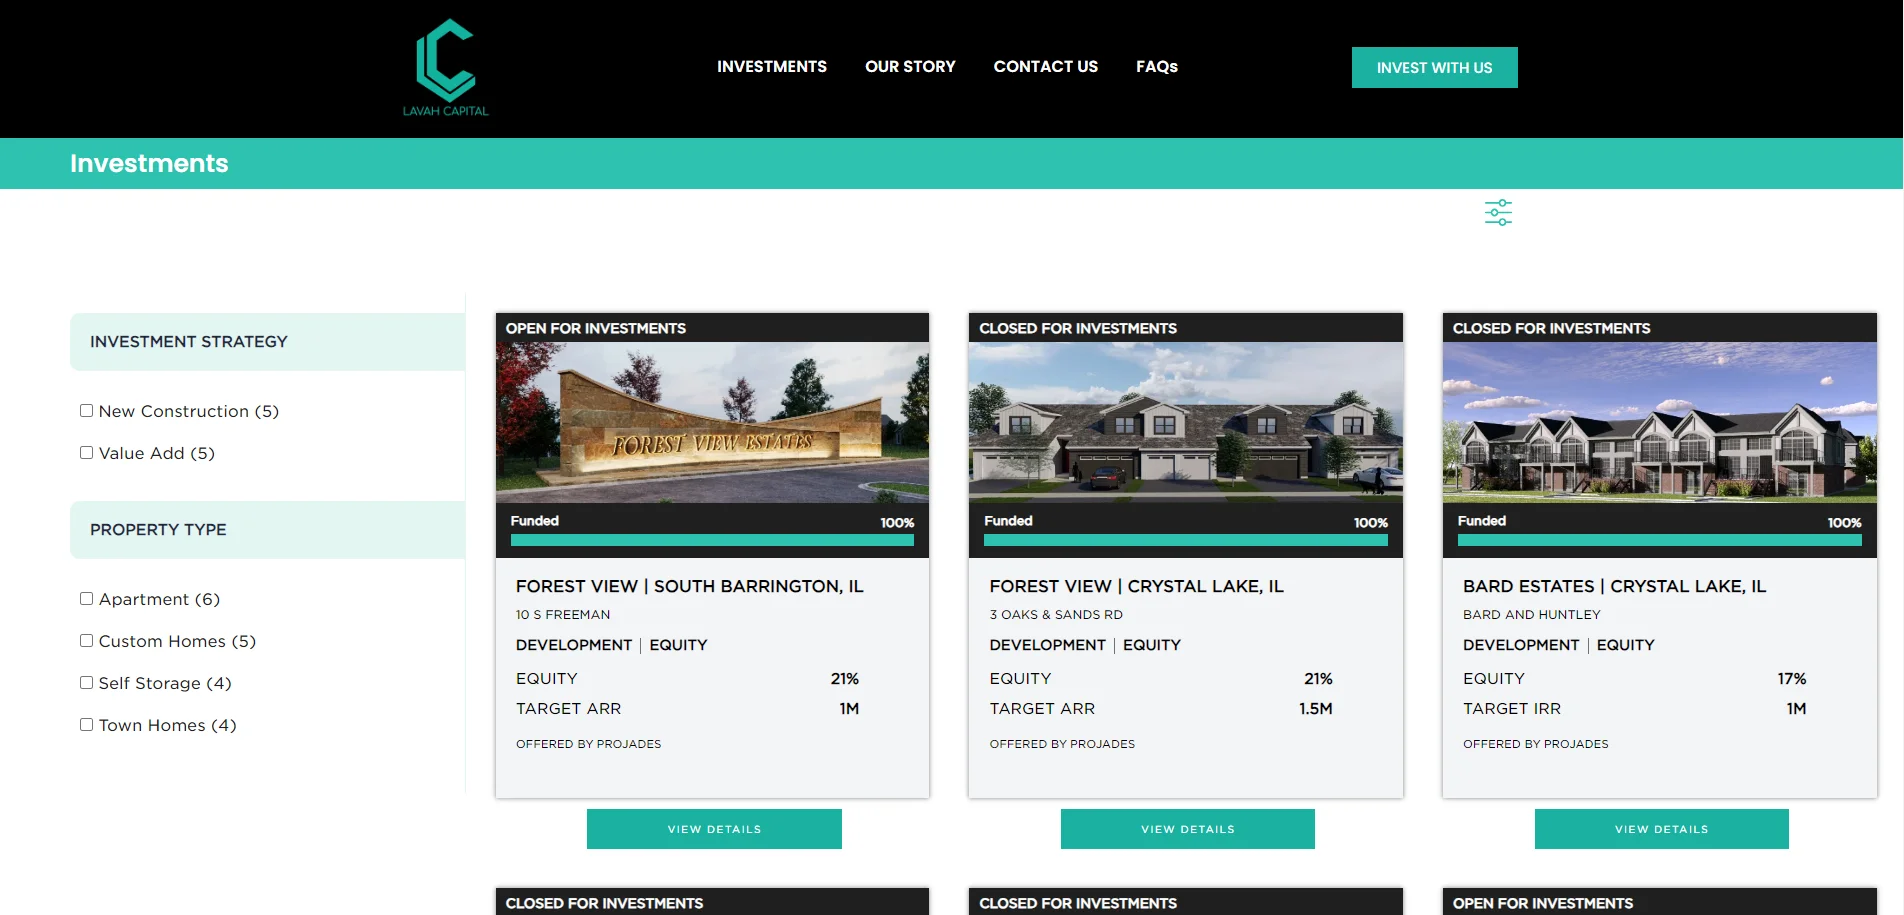 LAVAH CAPITAL
INVESTMENTS OUR STORY CONTACT US FAQs
INVEST WITH US
Investments
INVESTMENT STRATEGY
New Construction (5)
Value Add (5)
PROPERTY TYPE
Apartment (6)
Custom Homes (5)
Self Storage (4)
Town Homes (4)
OPEN FOR INVESTMENTS
FOREST VIEW ESTATES
Funded 100%
FOREST VIEW | SOUTH BARRINGTON, IL
10 S FREEMAN
DEVELOPMENT | EQUITY
EQUITY 21%
TARGET ARR 1M
OFFERED BY PROJADES
VIEW DETAILS
CLOSED FOR INVESTMENTS
Funded 100%
FOREST VIEW | CRYSTAL LAKE, IL
3 OAKS & SANDS RD
DEVELOPMENT | EQUITY
EQUITY 21%
TARGET ARR 1.5M
OFFERED BY PROJADES
VIEW DETAILS
CLOSED FOR INVESTMENTS
Funded 100%
BARD ESTATES | CRYSTAL LAKE, IL
BARD AND HUNTLEY
DEVELOPMENT | EQUITY
EQUITY 17%
TARGET IRR 1M
OFFERED BY PROJADES
VIEW DETAILS
CLOSED FOR INVESTMENTS
CLOSED FOR INVESTMENTS
OPEN FOR INVESTMENTS